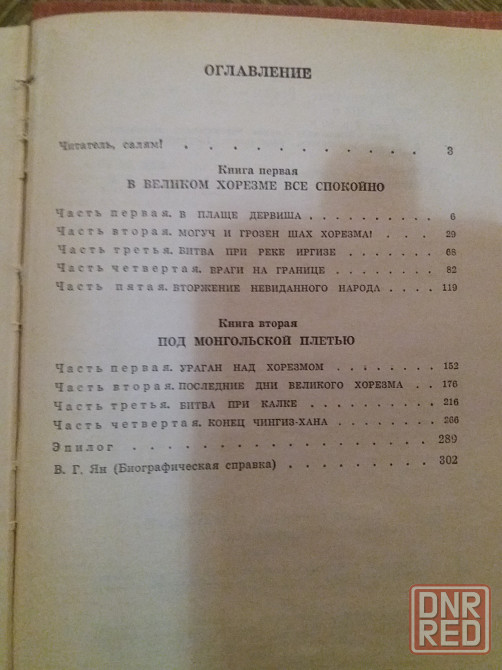 ОГЛАВЛЕНИЕ
Читатель, салям! . . . . . . . . . . 3
Книга первая
В ВЕЛИКОМ ХОРЕЗМЕ ВСЕ СПОКОЙНО
Часть первая. В ПЛАЩЕ ДЕРВИША . . . . . . . 6
Часть вторая. МОГУЧ И ГРОЗЕН ШАХ ХОРЕЗМА! . . . 29
Часть третья. БИТВА ПРИ РЕКЕ ИРГИЗЕ . . . . . 68
Часть четвертая. ВРАГИ НА ГРАНИЦЕ . . . . . . 82
Часть пятая. ВТОРЖЕНИЕ НЕВИДАННОГО НАРОДА . . . 119
Книга вторая
ПОД МОНГОЛЬСКОЙ ПЛЕТЬЮ
Часть первая. УРАГАН НАД ХОРЕЗМОМ . . . . . . 152
Часть вторая. ПОСЛЕДНИЕ ДНИ ВЕЛИКОГО ХОРЕЗМА . . 176
Часть третья. БИТВА ПРИ КАЛКЕ . . . . . . . . 216
Часть четвертая. КОНЕЦ ЧИНГИЗ-ХАНА . . . . . . 266
Эпилог . . . . . . . . . . . . . 289
В. Г. Ян (Биографическая справка) . . . . . . . . 302
DNR
RED